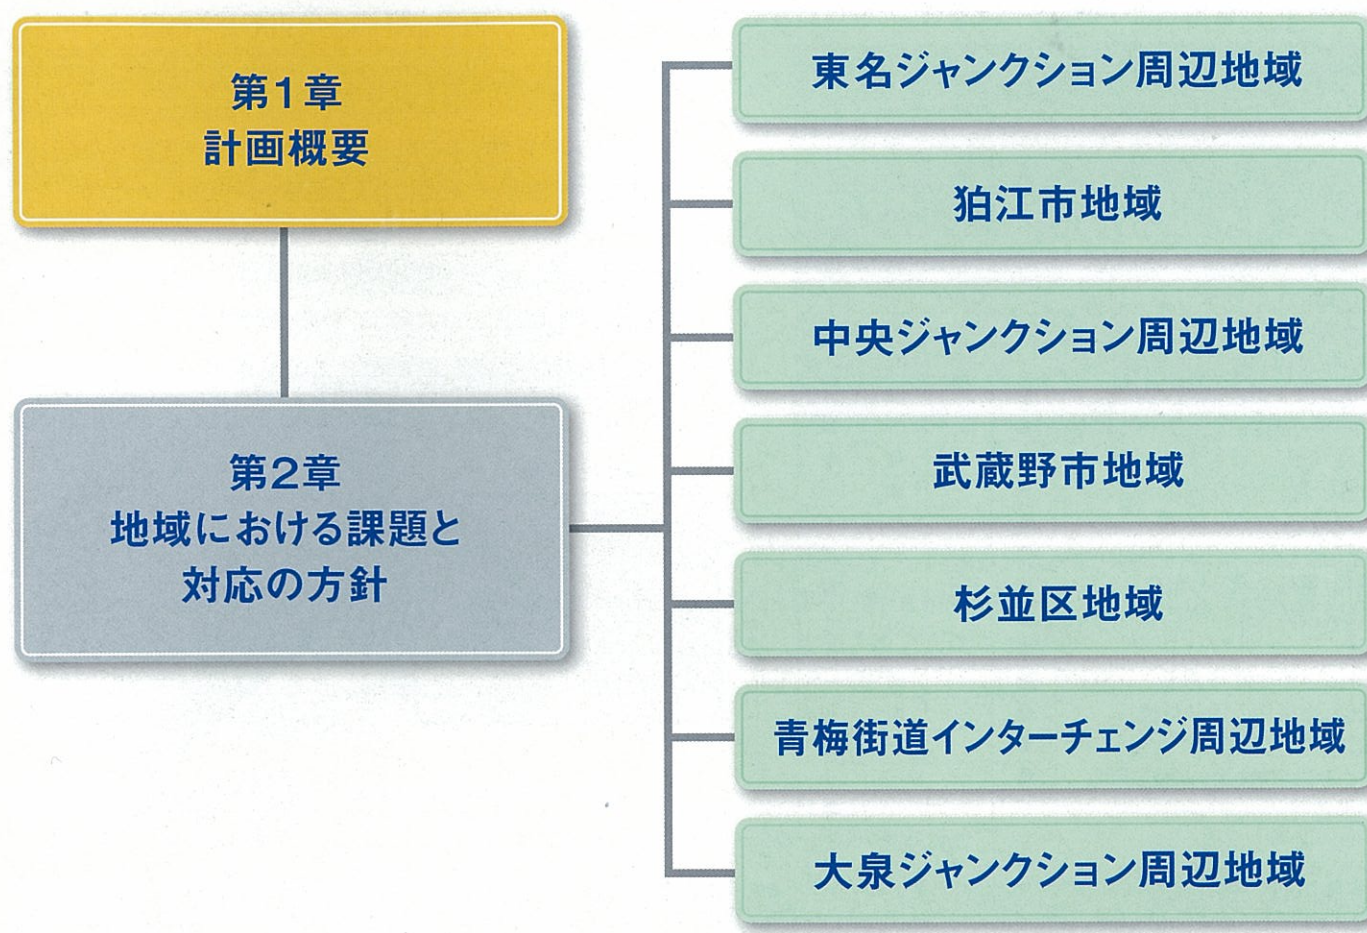 第1章
計画概要
第2章
地域における課題と
対応の方針
東名ジャンクション周辺地域
狛江市地域
中央ジャンクション周辺地域
武蔵野市地域
杉並区地域
青梅街道インターチェンジ周辺地域
大泉ジャンクション周辺地域